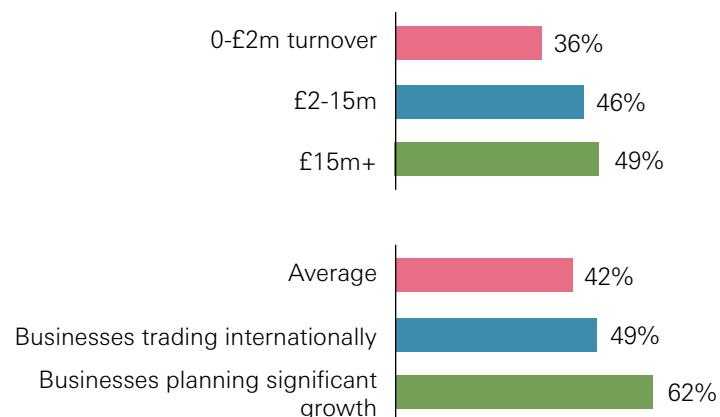 0-£2m turnover 36%
£2-15m 46%
£15m+ 49%
Average 42%
Businesses trading internationally 49%
Businesses planning significant
growth 62%